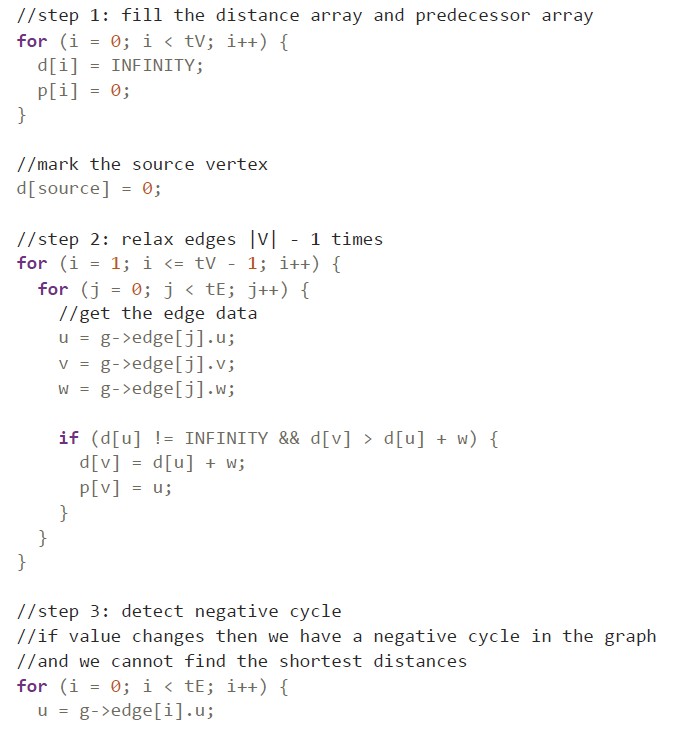 //step 1: fill the distance array and predecessor array
for (i = 0; i < tV; i++) {
d[i] = INFINITY;
p[i] = 0;
}
//mark the source vertex
d[source] = 0;
//step 2: relax edges |V| - 1 times
for (i = 1; i <= tV - 1; i++) {
for (j = 0; j < tE; j++) {
//get the edge data
u = g->edge[j].u;
v = g->edge[j].v;
w = g->edge[j].w;
if (d[u] != INFINITY && d[v] > d[u] + w) {
d[v] = d[u] + w;
p[v] = u;
}
}
}
//step 3: detect negative cycle
//if value changes then we have a negative cycle in the graph
//and we cannot find the shortest distances
for (i = 0; i < tE; i++) {
u = g->edge[i].u;